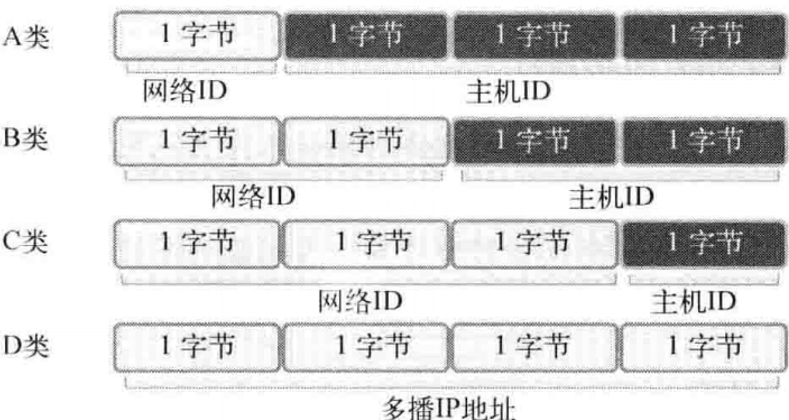 A类 1 字节 1 字节 1 字节 1 字节
网络ID 主机ID
B类 1 字节 1 字节 1 字节 1 字节
网络ID 主机ID
C类 1 字节 1 字节 1 字节 1 字节
网络ID 主机ID
D类 1 字节 1 字节 1 字节 1 字节
多播IP地址